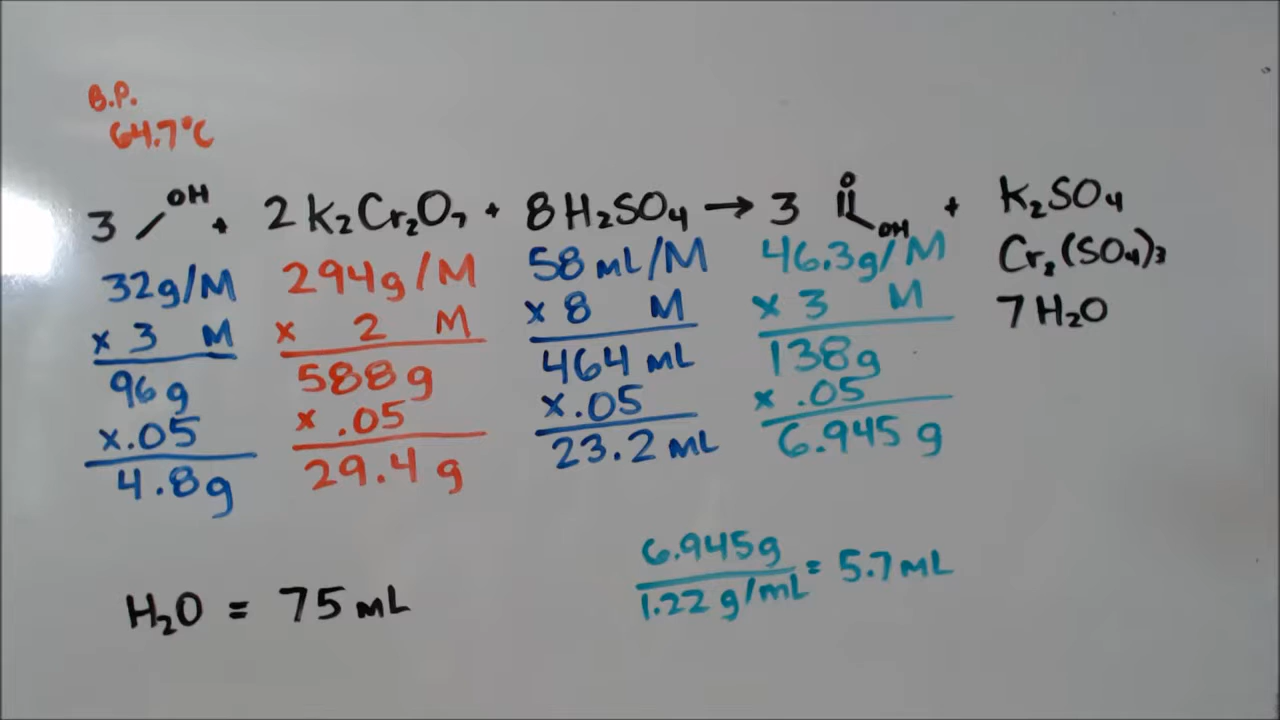 B.P.
64.7°C
3 ⁄OH + 2 K₂Cr₂O₇ + 8 H₂SO₄ → 3 O OH + K₂SO₄
Cr₂(SO₄)₃
7 H₂O
32g/M 294g/M 58 mL/M 46.3g/M
x 3 M x 2 M x 8 M x 3 M
96g 588g 464 mL 138g
x .05 x .05 x .05 x .05
4.8g 29.4 g 23.2 mL 6.945 g
6.945g
1.22 g/mL = 5.7 mL
H₂O = 75 mL